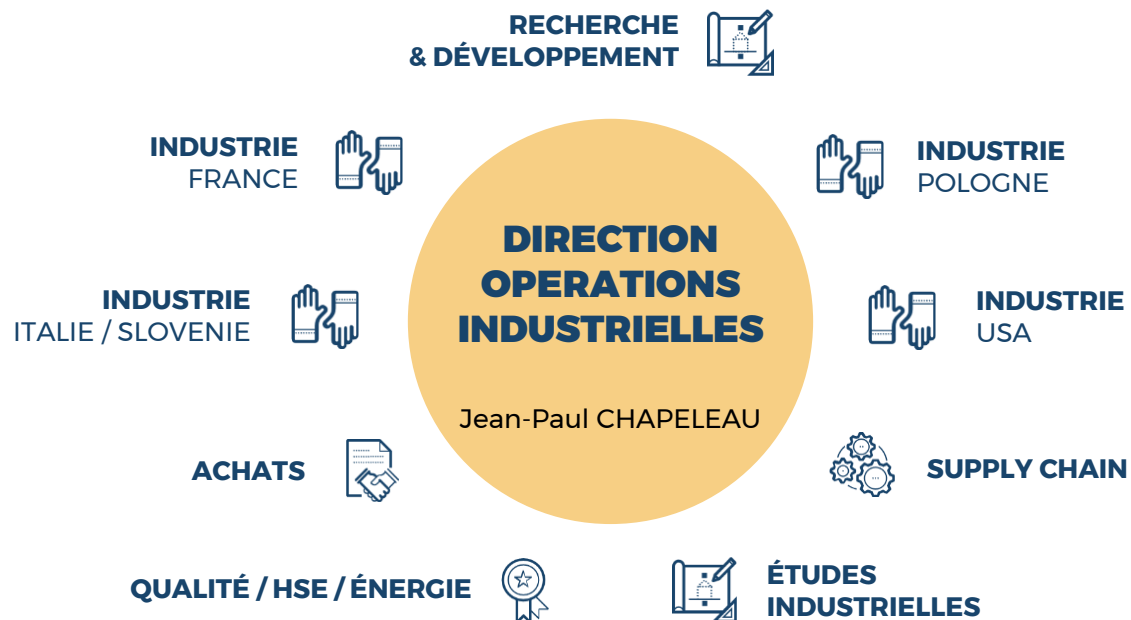 RECHERCHE
& DÉVELOPPEMENT
INDUSTRIE
FRANCE
INDUSTRIE
POLOGNE
DIRECTION
OPERATIONS
INDUSTRIELLES
Jean-Paul CHAPELEAU
INDUSTRIE
ITALIE / SLOVENIE
INDUSTRIE
USA
ACHATS
SUPPLY CHAIN
QUALITÉ / HSE / ÉNERGIE
ÉTUDES
INDUSTRIELLES